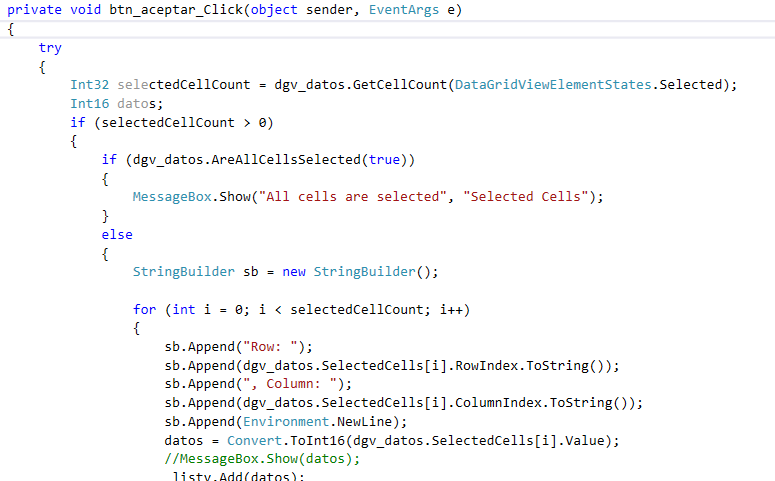 private void btn_aceptar_Click(object sender, EventArgs e)
{
try
{
Int32 selectedCellCount = dgv_datos.GetCellCount(DataGridViewElementStates.Selected);
Int16 datos;
if (selectedCellCount > 0)
{
if (dgv_datos.AreAllCellsSelected(true))
{
MessageBox.Show("All cells are selected", "Selected Cells");
}
else
{
StringBuilder sb = new StringBuilder();
for (int i = 0; i < selectedCellCount; i++)
{
sb.Append("Row: ");
sb.Append(dgv_datos.SelectedCells[i].RowIndex.ToString());
sb.Append(", Column: ");
sb.Append(dgv_datos.SelectedCells[i].ColumnIndex.ToString());
sb.Append(Environment.NewLine);
datos = Convert.ToInt16(dgv_datos.SelectedCells[i].Value);
//MessageBox.Show(datos);
listy.Add(datos);